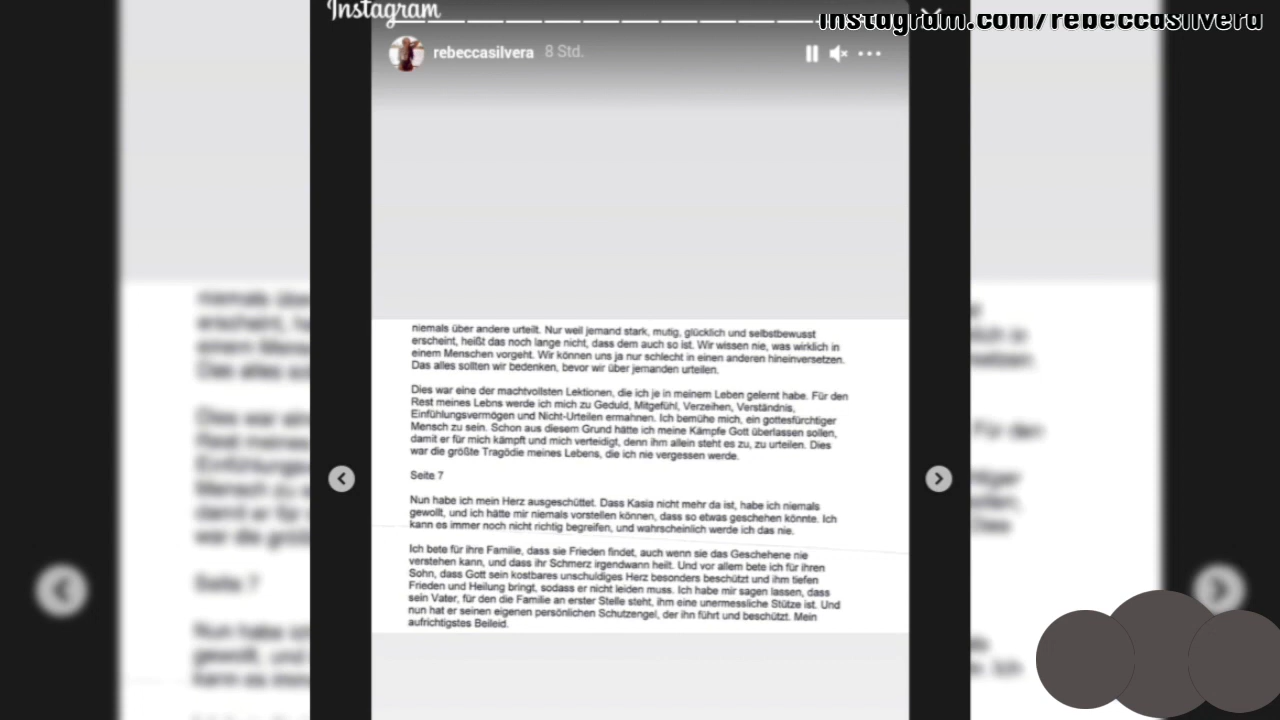 Instagram
instagram.com/rebeccasilvera
rebeccasilvera 8 Std.
niemals über andere urteilt. Nur weil jemand stark, mutig, glücklich und selbstbewusst
erscheint, heißt das noch lange nicht, dass dem auch so ist. Wir wissen nie, was wirklich in
einem Menschen vorgeht. Wir können uns ja nur schlecht in einen anderen hineinversetzen.
Das alles sollten wir bedenken, bevor wir über jemanden urteilen.
Dies war eine der machtvollsten Lektionen, die ich je in meinem Leben gelernt habe. Für den
Rest meines Lebns werde ich mich zu Geduld, Mitgefühl, Verzeihen, Verständnis,
Einfühlungsvermögen und Nicht-Urteilen ermahnen. Ich bemühe mich, ein gottesfürchtiger
Mensch zu sein. Schon aus diesem Grund hätte ich meine Kämpfe Gott überlassen sollen,
damit er für mich kämpft und mich verteidigt, denn ihm allein steht es zu, zu urteilen. Dies
war die größte Tragödie meines Lebens, die ich nie vergessen werde.
Seite 7
Nun habe ich mein Herz ausgeschüttet. Dass Kasia nicht mehr da ist, habe ich niemals
gewollt, und ich hätte mir niemals vorstellen können, dass so etwas geschehen könnte. Ich
kann es immer noch nicht richtig begreifen, und wahrscheinlich werde ich das nie.
Ich bete für ihre Familie, dass sie Frieden findet, auch wenn sie das Geschehene nie
verstehen kann, und dass ihr Schmerz irgendwann heilt. Und vor allem bete ich für ihren
Sohn, dass Gott sein kostbares unschuldiges Herz besonders beschützt und ihm tiefen
Frieden und Heilung bringt, sodass er nicht leiden muss. Ich habe mir sagen lassen, dass
sein Vater, für den die Familie an erster Stelle steht, ihm eine unermessliche Stütze ist. Und
nun hat er seinen eigenen persönlichen Schutzengel, der ihn führt und beschützt. Mein
aufrichtigstes Beileid.